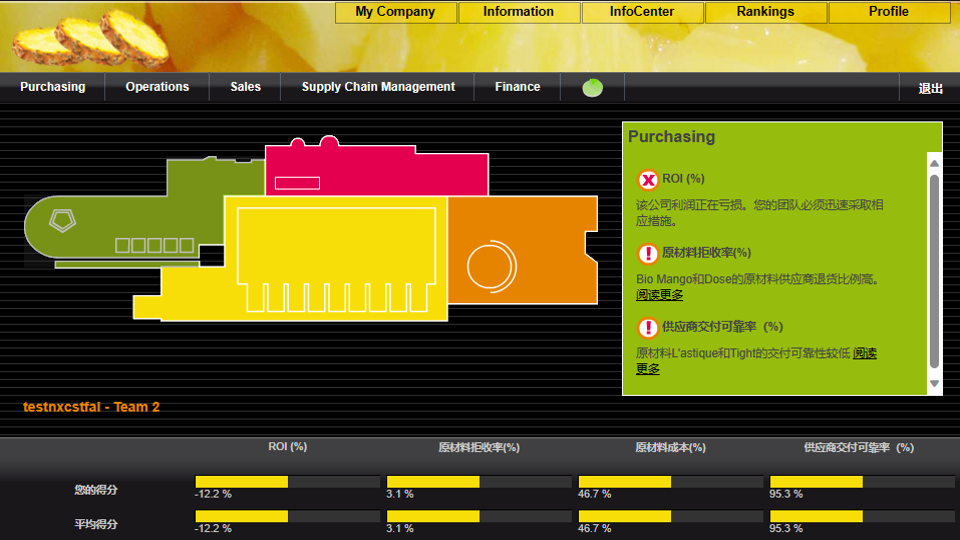 My Company Information InfoCenter Rankings Profile
Purchasing Operations Sales Supply Chain Management Finance 退出
Purchasing
ROI (%)
该公司利润正在亏损。您的团队必须迅速采取相
应措施。
原材料拒收率(%)
Bio Mango和Dose的原材料供应商退货比例高。
阅读更多
供应商交付可靠率（%）
原材料L'astique和Tight的交付可靠性较低 阅读
更多
testnxcstfal - Team 2
ROI (%) 原材料拒收率(%) 原材料成本(%) 供应商交付可靠率（%）
您的得分
-12.2 % 3.1 % 46.7 % 95.3 %
平均得分
-12.2 % 3.1 % 46.7 % 95.3 %